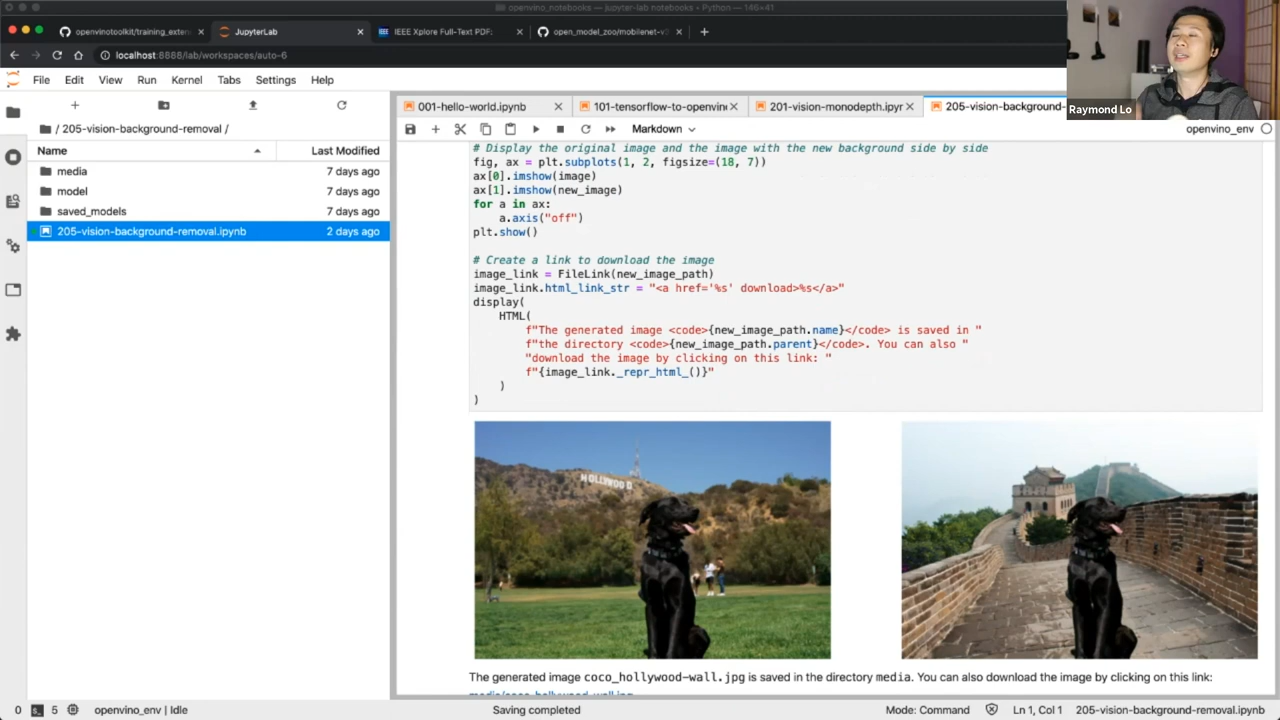 openvino_notebooks — jupyter-lab notebooks - Python — 146×41
openvinotoolkit/training_exten
JupyterLab
IEEE Xplore Full-Text PDF:
open_model_zoo/mobilenet-v2
localhost:8888/lab/workspaces/auto-6
File Edit View Run Kernel Tabs Settings Help
Raymond Lo
001-hello-world.ipynb
101-tensorflow-to-openvino
201-vision-monodepth.ipyr
205-vision-background-
Markdown
openvino_env
/ 205-vision-background-removal /
Name Last Modified
media 7 days ago
model 7 days ago
saved_models 7 days ago
205-vision-background-removal.ipynb 2 days ago
# Display the original image and the image with the new background side by side
fig, ax = plt.subplots(1, 2, figsize=(18, 7))
ax[0].imshow(image)
ax[1].imshow(new_image)
for a in ax:
    a.axis("off")
plt.show()
# Create a link to download the image
image_link = FileLink(new_image_path)
image_link.html_link_str = "<a href='%s' download>%s</a>"
display(
    HTML(
        f"The generated image <code>{new_image_path.name}</code> is saved in "
        f"the directory <code>{new_image_path.parent}</code>. You can also "
        "download the image by clicking on this link: "
        f"{image_link._repr_html_()}"
    )
)
HOLLYWOOD
The generated image coco_hollywood-wall.jpg is saved in the directory media. You can also download the image by clicking on this link:
media/coco_hollywood-wall.jpg
0 5 openvino_env | Idle Saving completed Mode: Command Ln 1, Col 1 205-vision-background-removal.ipynb